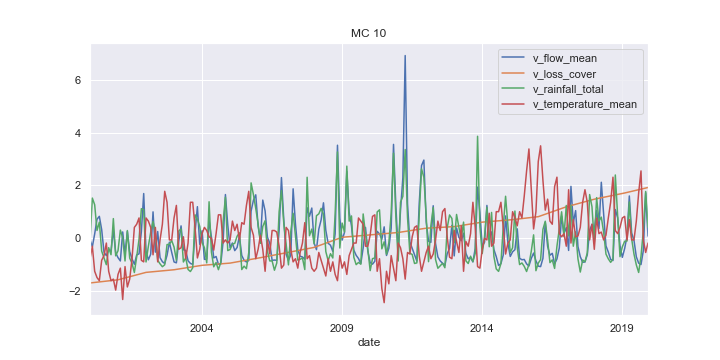 MC 10
v_flow_mean
v_loss_cover
v_rainfall_total
v_temperature_mean
6
4
2
0
−2
2004 2009 2014 2019
date